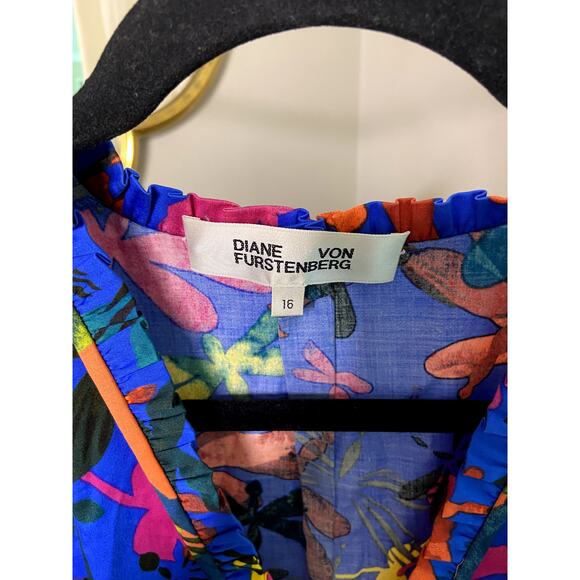 DIANE VON
FURSTENBERG
16